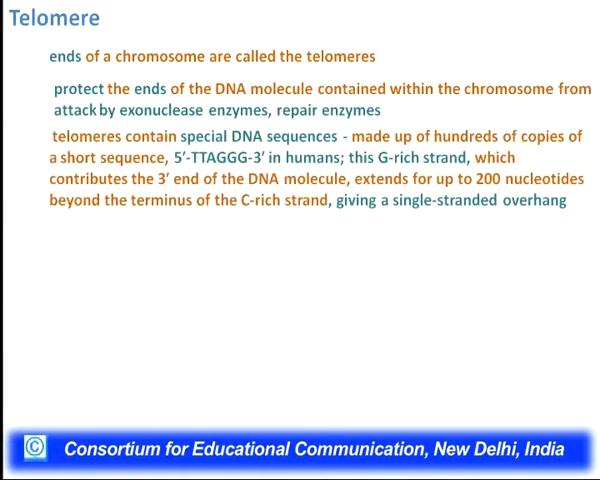 Telomere
ends of a chromosome are called the telomeres
protect the ends of the DNA molecule contained within the chromosome from
attack by exonuclease enzymes, repair enzymes
telomeres contain special DNA sequences - made up of hundreds of copies of
a short sequence, 5’-TTAGGG-3’ in humans; this G-rich strand, which
contributes the 3’ end of the DNA molecule, extends for up to 200 nucleotides
beyond the terminus of the C-rich strand, giving a single-stranded overhang
© Consortium for Educational Communication, New Delhi, India